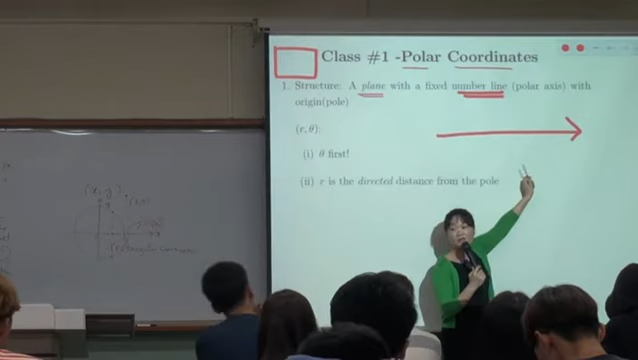 Class #1 -Polar Coordinates
1. Structure: A plane with a fixed number line (polar axis) with
origin(pole)
(r, θ):
(i) θ first!
(ii) r is the directed distance from the pole
(x, y)